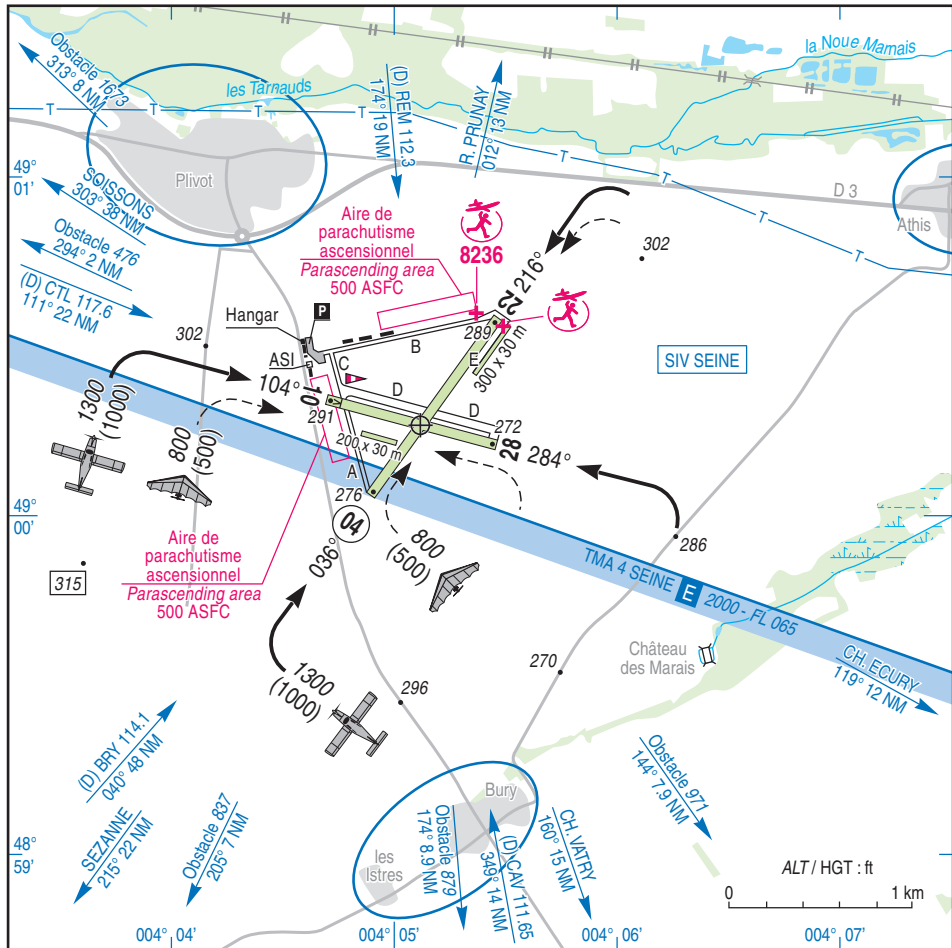 Obstacle 1673
313° 8 NM
les Tarnauds
(D) REM 112.3
174° 19 NM
R. PRUNAY
012° 13 NM
la Noue Mamais
T
T
T
T
T
T
49°
01'
Plivot
SOISSONS
303° 38 NM
D 3
Athis
Obstacle 476
294° 2 NM
(D) CTL 117.6
111° 22 NM
Aire de
parachutisme
ascensionnel
Parascending area
500 ASFC
8236
302
216°
22
302
Hangar
P
ASI
289
B
C
E
300 x 30 m
SIV SEINE
104°
10
291
D
D
272
28
284°
200 x 30 m
1300
(1000)
800
(500)
A
276
04
036°
800
(500)
49°
00'
286
315
Aire de
parachutisme
ascensionnel
Parascending area
500 ASFC
TMA 4 SEINE E 2000 - FL 065
Château
des Marais
CH. ECURY
119° 12 NM
270
1300
(1000)
296
(D) BRY 114.1
040° 48 NM
SEZANNE
215° 22 NM
Obstacle 837
205° 7 NM
Bury
les
Istres
Obstacle 879
174° 8.9 NM
(D) CAV 111.65
349° 14 NM
CH. VATRY
160° 15 NM
Obstacle 971
144° 7.9 NM
48°
59'
ALT / HGT : ft
0
1 km
004° 04'
004° 05'
004° 06'
004° 07'